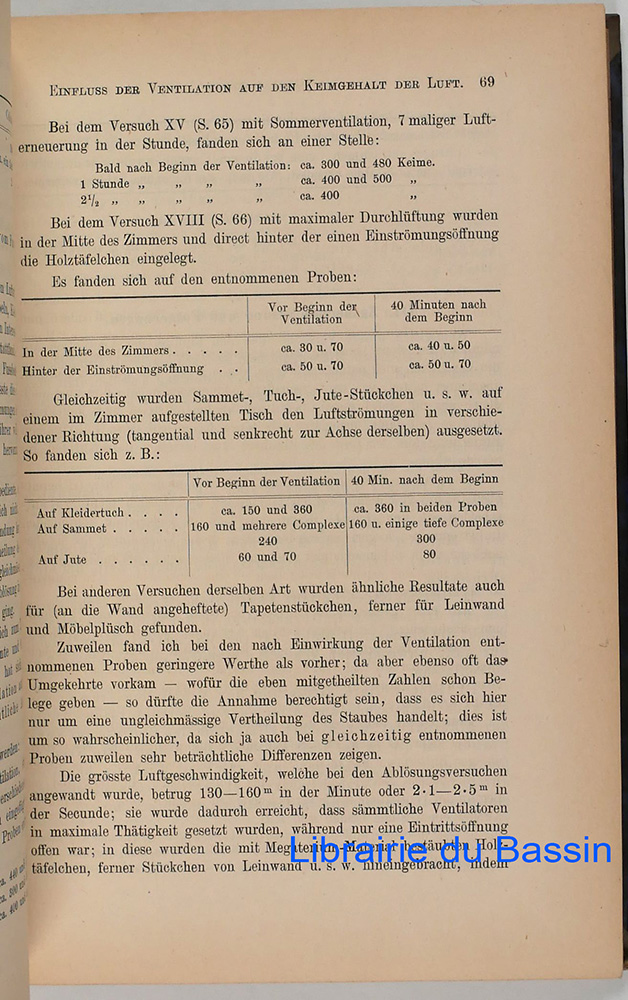 Einfluss der Ventilation auf den Keimgehalt der Luft. 69
Bei dem Versuch XV (S. 65) mit Sommerventilation, 7 maliger Luft-
erneuerung in der Stunde, fanden sich an einer Stelle:
Bald nach Beginn der Ventilation: ca. 300 und 480 Keime.
1 Stunde „ „ „ „ ca. 400 und 500 „
2½ „ „ „ „ „ ca. 400 „
Bei dem Versuch XVIII (S. 66) mit maximaler Durchlüftung wurden
in der Mitte des Zimmers und direct hinter der einen Einströmungsöffnung
die Holztäfelchen eingelegt.
Es fanden sich auf den entnommenen Proben:
Vor Beginn der 40 Minuten nach
Ventilation dem Beginn
In der Mitte des Zimmers . . . . . ca. 30 u. 70 ca. 40 u. 50
Hinter der Einströmungsöffnung . . . ca. 50 u. 70 ca. 50 u. 70
Gleichzeitig wurden Sammet-, Tuch-, Jute-Stückchen u. s. w. auf
einem im Zimmer aufgestellten Tisch den Luftströmungen in verschie-
dener Richtung (tangential und senkrecht zur Achse derselben) ausgesetzt.
So fanden sich z. B.:
Vor Beginn der Ventilation 40 Min. nach dem Beginn
Auf Kleidertuch . . . . ca. 150 und 360 ca. 360 in beiden Proben
Auf Sammet . . . . . 160 und mehrere Complexe 160 u. einige tiefe Complexe
240 300
Auf Jute . . . . . . 60 und 70 80
Bei anderen Versuchen derselben Art wurden ähnliche Resultate auch
für (an die Wand angeheftete) Tapetenstückchen, ferner für Leinwand
und Möbelplüsch gefunden.
Zuweilen fand ich bei den nach Einwirkung der Ventilation ent-
nommenen Proben geringere Werthe als vorher; da aber ebenso oft das
Umgekehrte vorkam — wofür die eben mitgetheilten Zahlen schon Be-
lege geben — so dürfte die Annahme berechtigt sein, dass es sich hier
nur um eine ungleichmässige Vertheilung des Staubes handelt; dies ist
um so wahrscheinlicher, da sich ja auch bei gleichzeitig entnommenen
Proben zuweilen sehr beträchtliche Differenzen zeigen.
Die grösste Luftgeschwindigkeit, welche bei den Ablösungsversuchen
angewandt wurde, betrug 130—160 m in der Minute oder 2·1—2·5 m in
der Secunde; sie wurde dadurch erreicht, dass sämmtliche Ventilatoren
in maximale Thätigkeit gesetzt wurden, während nur eine Eintrittsöffnung
offen war; in diese wurden die mit Megaterium-Material bestäubten Holz-
täfelchen, ferner Stückchen von Leinwand u. s. w. hineingebracht, indem
Librairie du Bassin